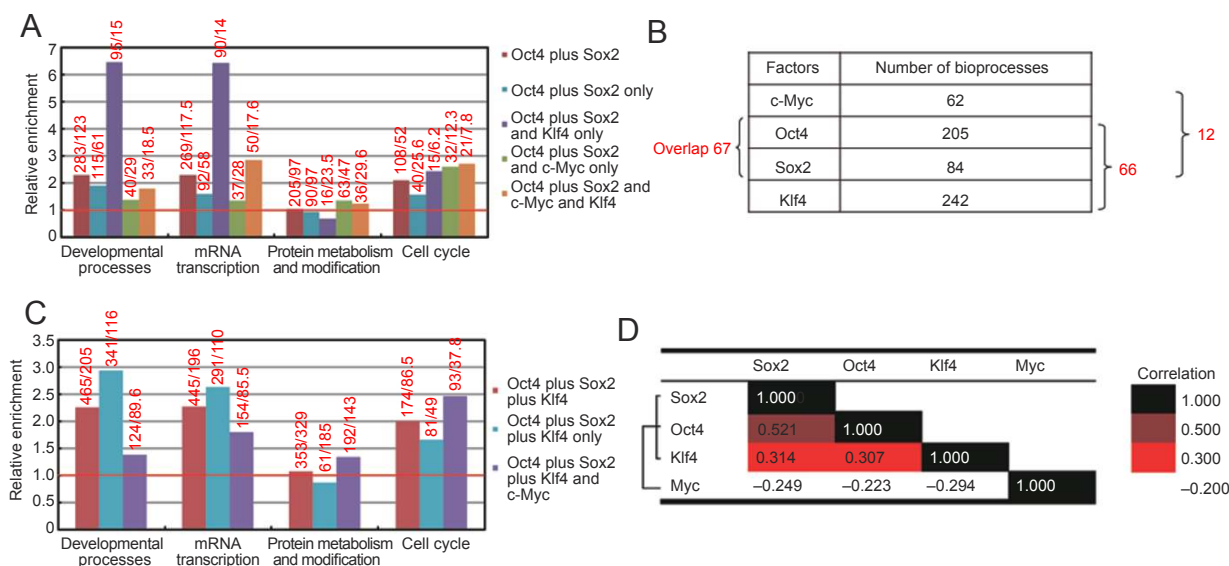 A
Relative enrichment
7
6
5
4
3
2
1
0
283/123
115/61
95/15
40/29
33/18.5
269/117.5
92/58
90/14
37/28
50/17.6
205/97
90/97
16/23.5
63/47
36/29.6
108/52
40/25.6
15/6.2
32/12.3
21/7.8
Developmental
processes
mRNA
transcription
Protein metabolism
and modification
Cell cycle
Oct4 plus Sox2
Oct4 plus Sox2 only
Oct4 plus Sox2
and Klf4 only
Oct4 plus Sox2
and c-Myc only
Oct4 plus Sox2 and
c-Myc and Klf4
B
Factors Number of bioprocesses
c-Myc 62
Oct4 205
Sox2 84
Klf4 242
Overlap 67
66
12
C
Relative enrichment
3.5
3.0
2.5
2.0
1.5
1.0
0.5
0.0
465/205
341/116
124/89.6
445/196
291/110
154/85.5
353/329
61/185
192/143
174/86.5
81/49
93/37.8
Developmental
processes
mRNA
transcription
Protein metabolism
and modification
Cell cycle
Oct4 plus Sox2
plus Klf4
Oct4 plus Sox2
plus Klf4 only
Oct4 plus Sox2
plus Klf4 and
c-Myc
D
Sox2 Oct4 Klf4 Myc
Sox2 1.000
Oct4 0.521 1.000
Klf4 0.314 0.307 1.000
Myc –0.249 –0.223 –0.294 1.000
Correlation
1.000
0.500
0.300
–0.200